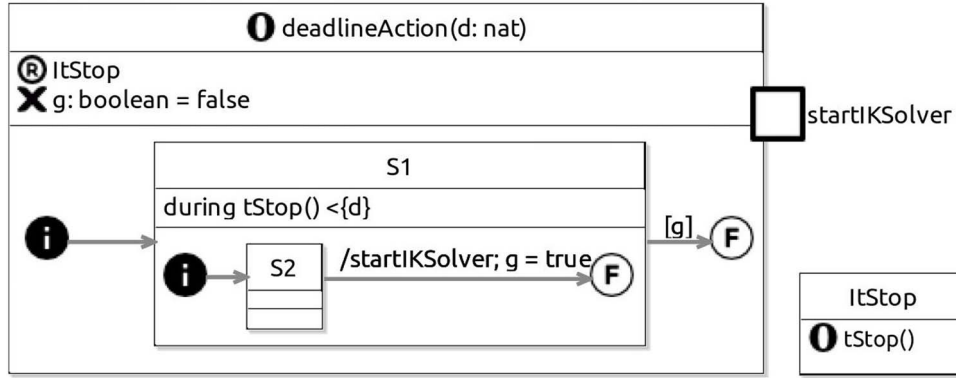 O deadlineAction(d: nat)
R ItStop
X g: boolean = false
startIKSolver
S1
during tStop() <{d}
i
[g]
F
i
S2
/startIKSolver; g = true
F
ItStop
O tStop()